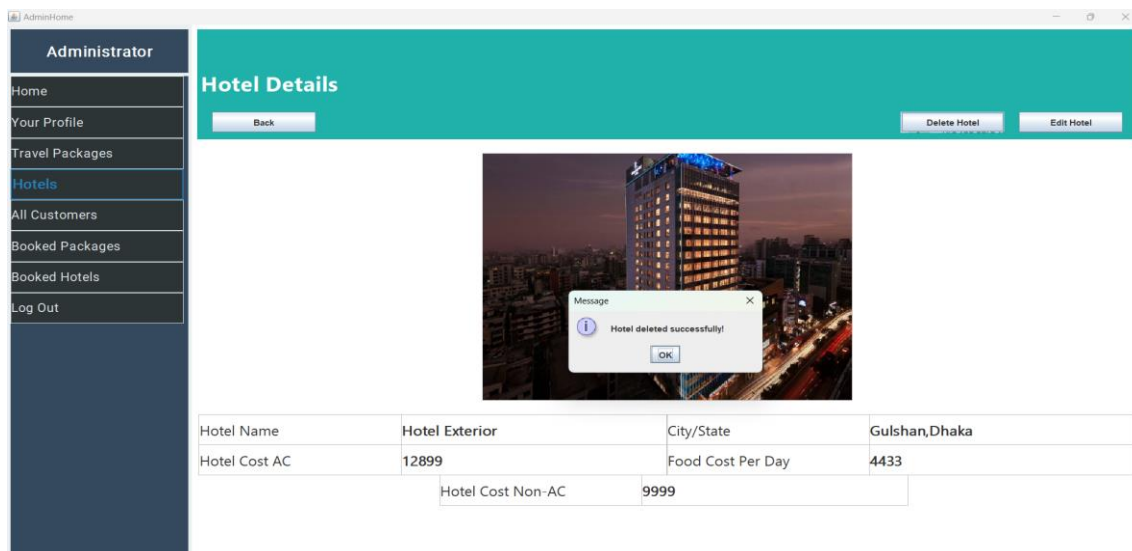 AdminHome
Administrator
Home
Your Profile
Travel Packages
Hotels
All Customers
Booked Packages
Booked Hotels
Log Out
Hotel Details
Back
Delete Hotel
Edit Hotel
Message
Hotel deleted successfully!
OK
Hotel Name Hotel Exterior City/State Gulshan,Dhaka
Hotel Cost AC 12899 Food Cost Per Day 4433
Hotel Cost Non-AC 9999